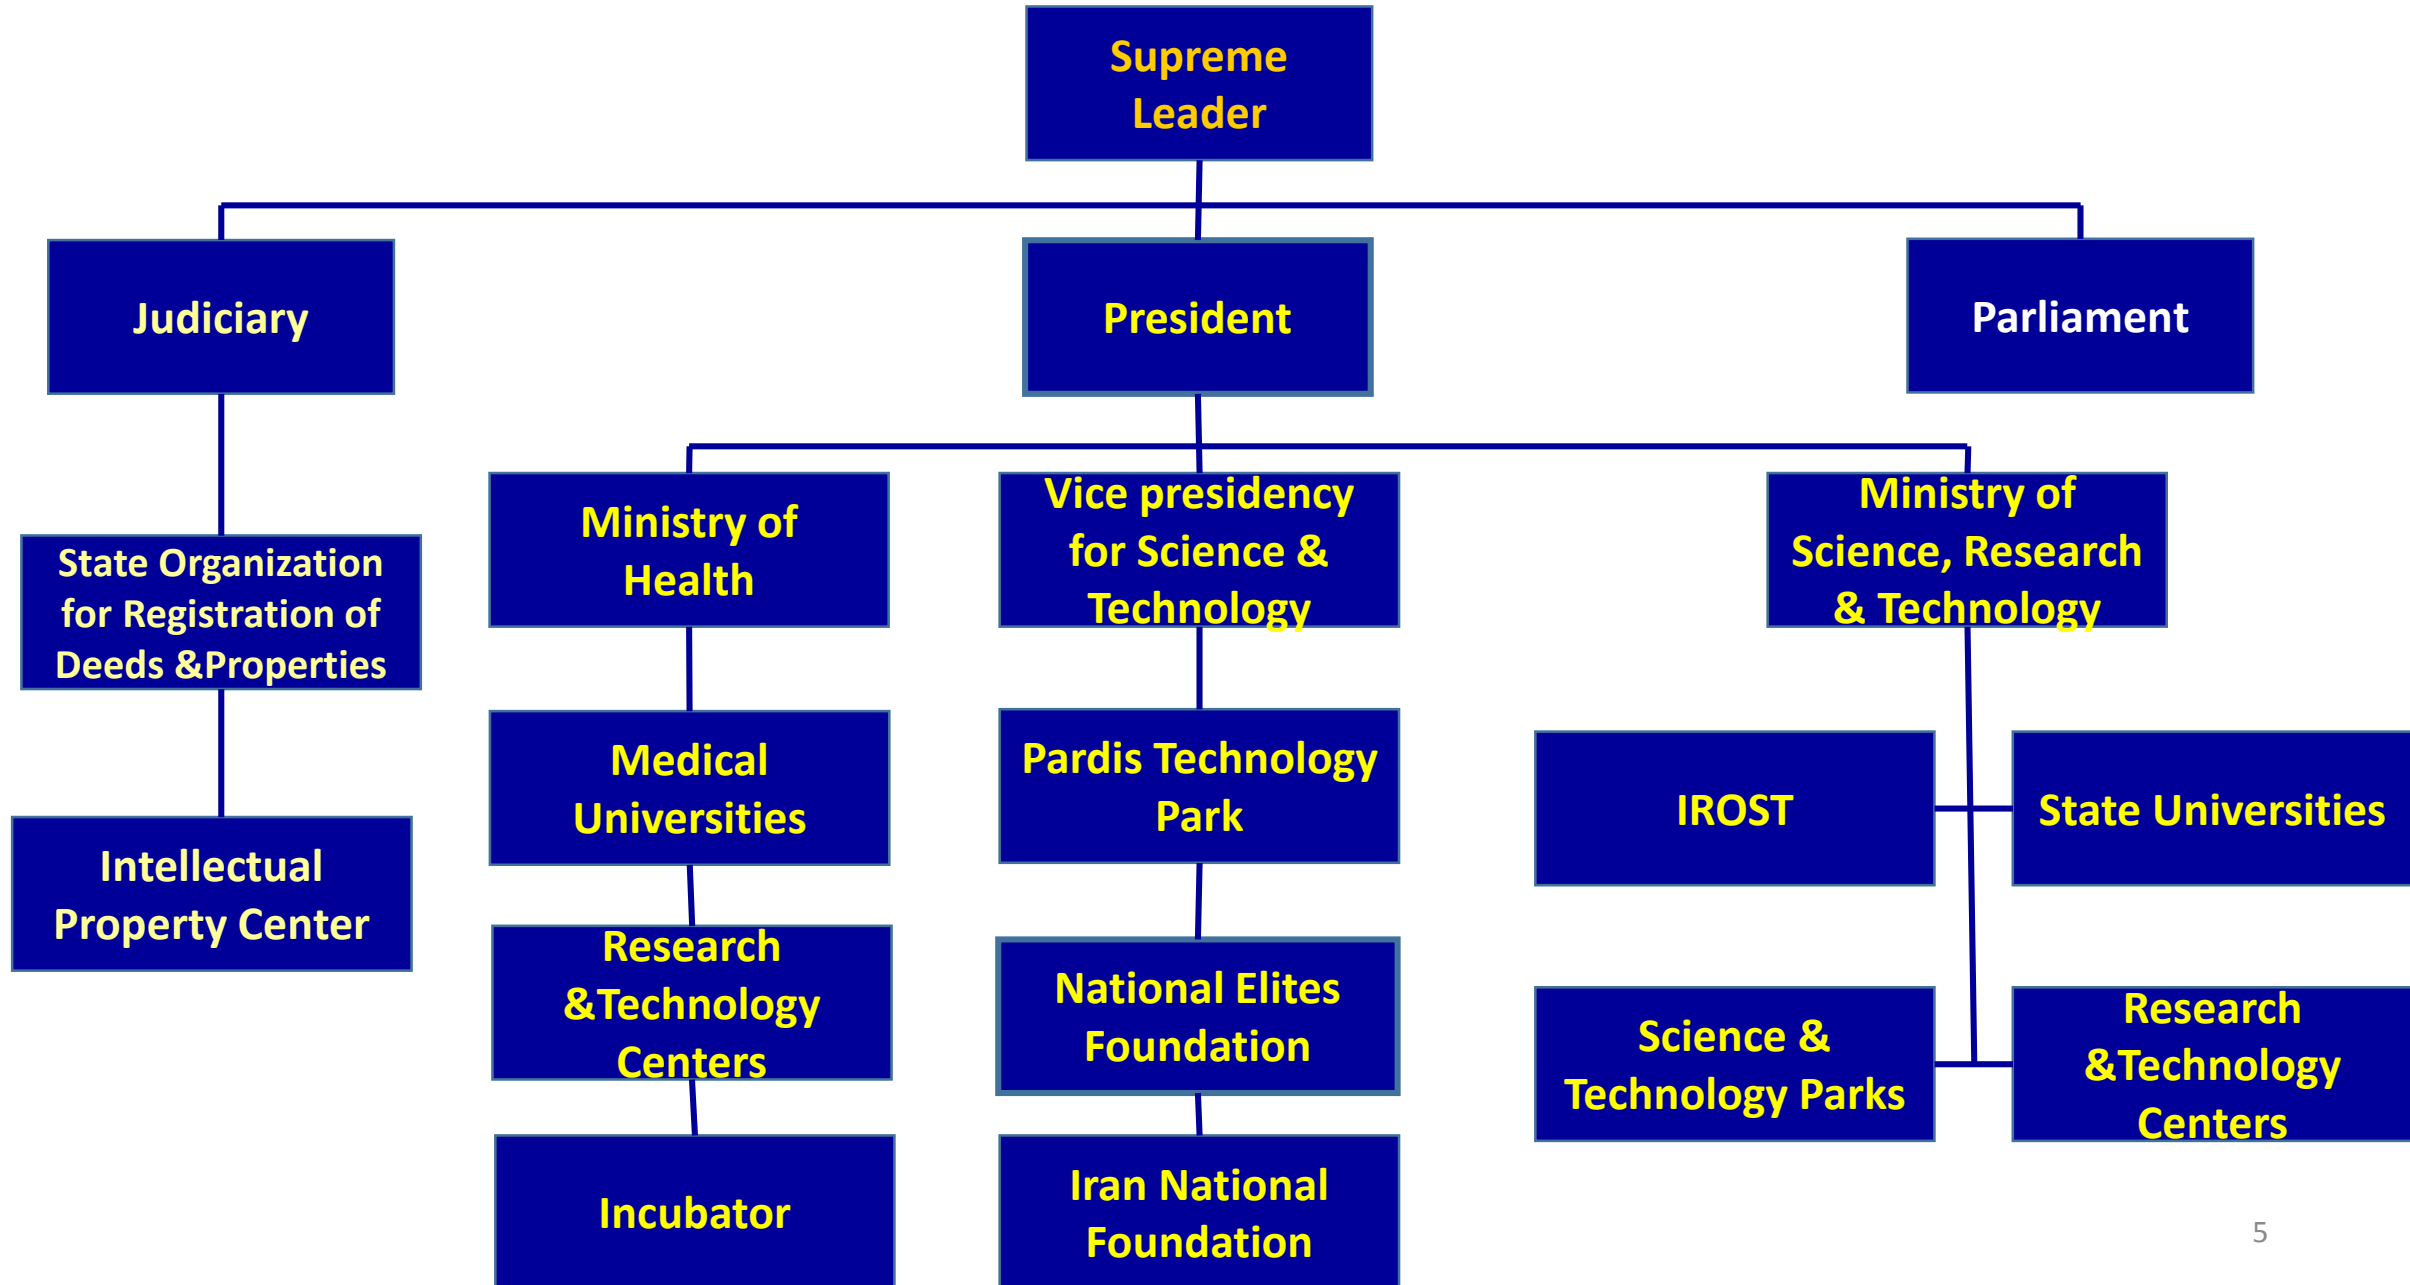 Supreme
Leader
Judiciary
President
Parliament
State Organization
for Registration of
Deeds &Properties
Intellectual
Property Center
Ministry of
Health
Medical
Universities
Research
&Technology
Centers
Incubator
Vice presidency
for Science &
Technology
Pardis Technology
Park
National Elites
Foundation
Iran National
Foundation
Ministry of
Science, Research
& Technology
IROST
State Universities
Science &
Technology Parks
Research
&Technology
Centers
5